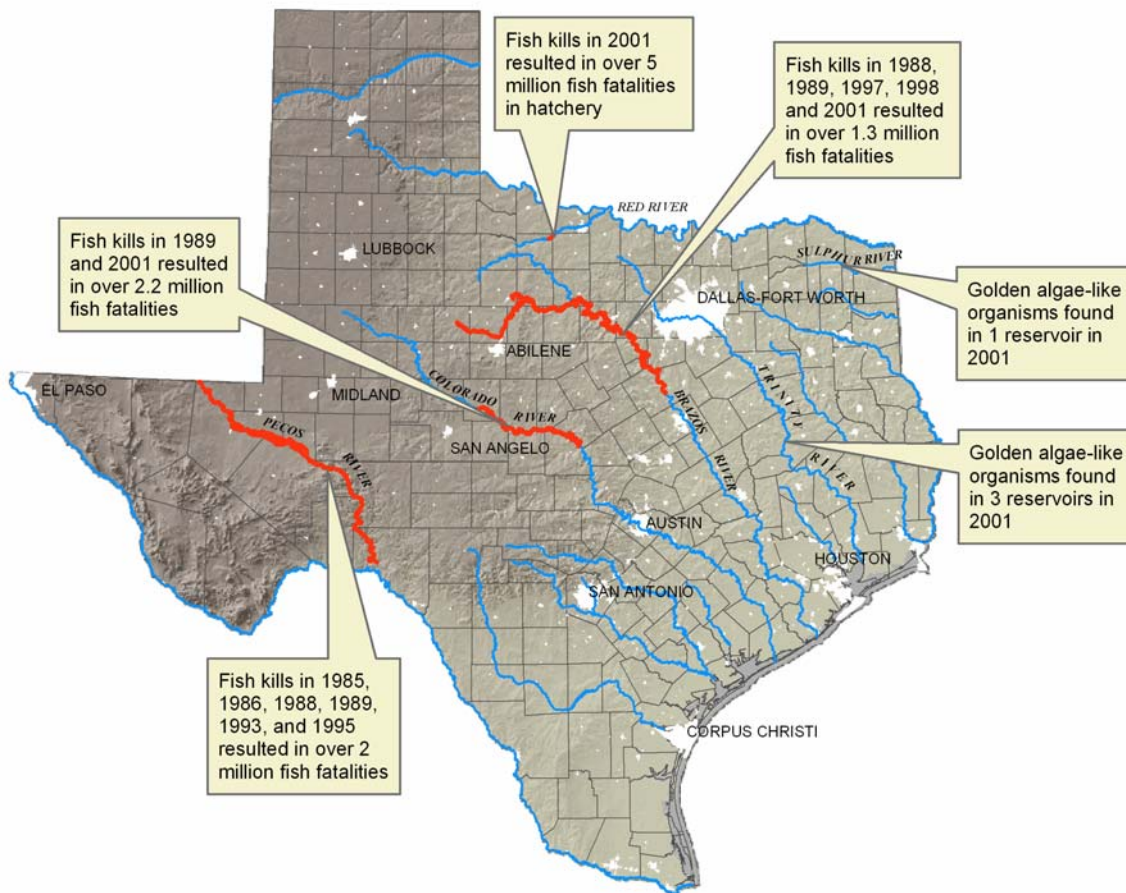 Fish kills in 2001
resulted in over 5
million fish fatalities
in hatchery
Fish kills in 1988,
1989, 1997, 1998
and 2001 resulted
in over 1.3 million
fish fatalities
Fish kills in 1989
and 2001 resulted
in over 2.2 million
fish fatalities
Golden algae-like
organisms found
in 1 reservoir in
2001
Golden algae-like
organisms found
in 3 reservoirs in
2001
Fish kills in 1985,
1986, 1988, 1989,
1993, and 1995
resulted in over 2
million fish fatalities
RED RIVER
LUBBOCK
SULPHUR RIVER
DALLAS-FORT WORTH
ABILENE
EL PASO
MIDLAND
COLORADO
RIVER
BRAZOS
RIVER
TRINITY
RIVER
SAN ANGELO
PECOS
RIVER
AUSTIN
HOUSTON
SAN ANTONIO
CORPUS CHRISTI